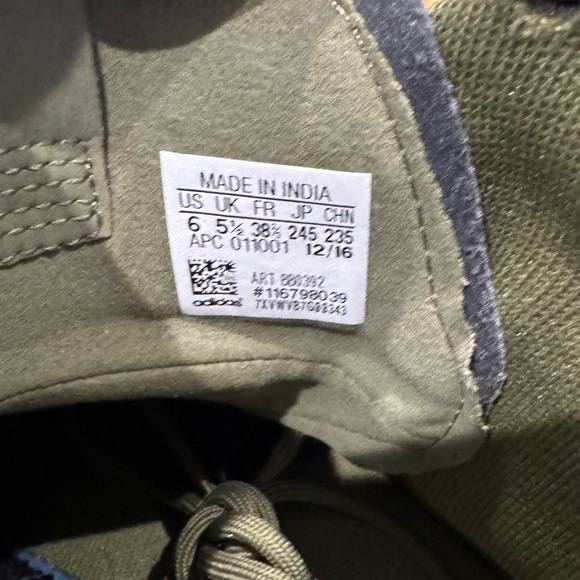 MADE IN INDIA
US UK FR JP CHN
6 5½ 38⅔ 245 235
APC 011001 12/16
ART BB0392
#116798039
7XVWVB7G88343
adidas